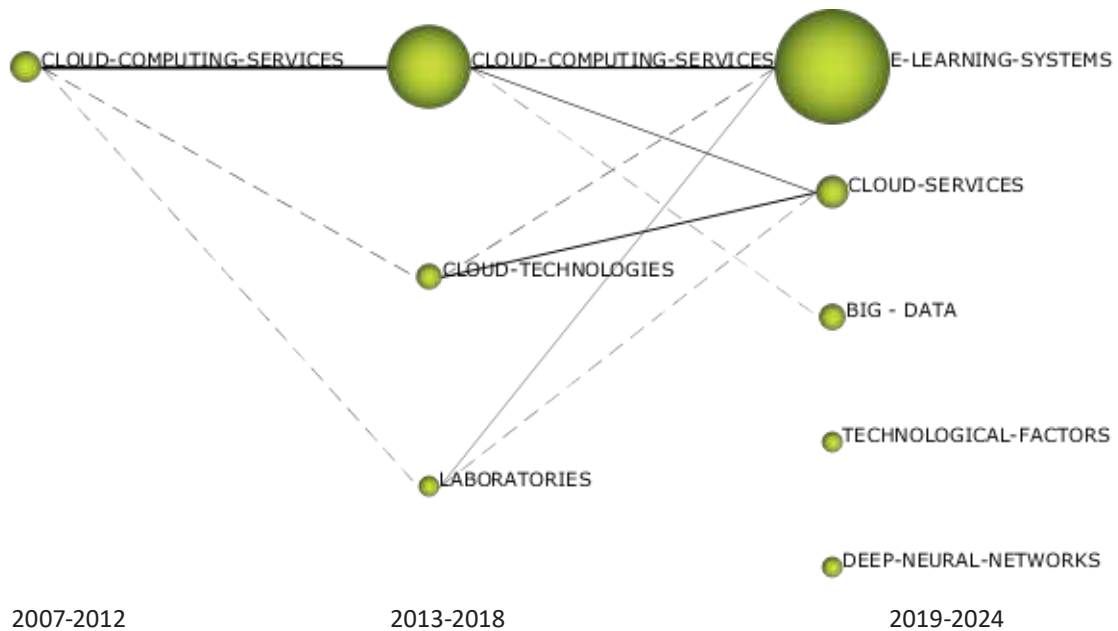 CLOUD-COMPUTING-SERVICES
CLOUD-COMPUTING-SERVICES
E-LEARNING-SYSTEMS
CLOUD-SERVICES
CLOUD-TECHNOLOGIES
BIG - DATA
TECHNOLOGICAL-FACTORS
LABORATORIES
DEEP-NEURAL-NETWORKS
2007-2012
2013-2018
2019-2024